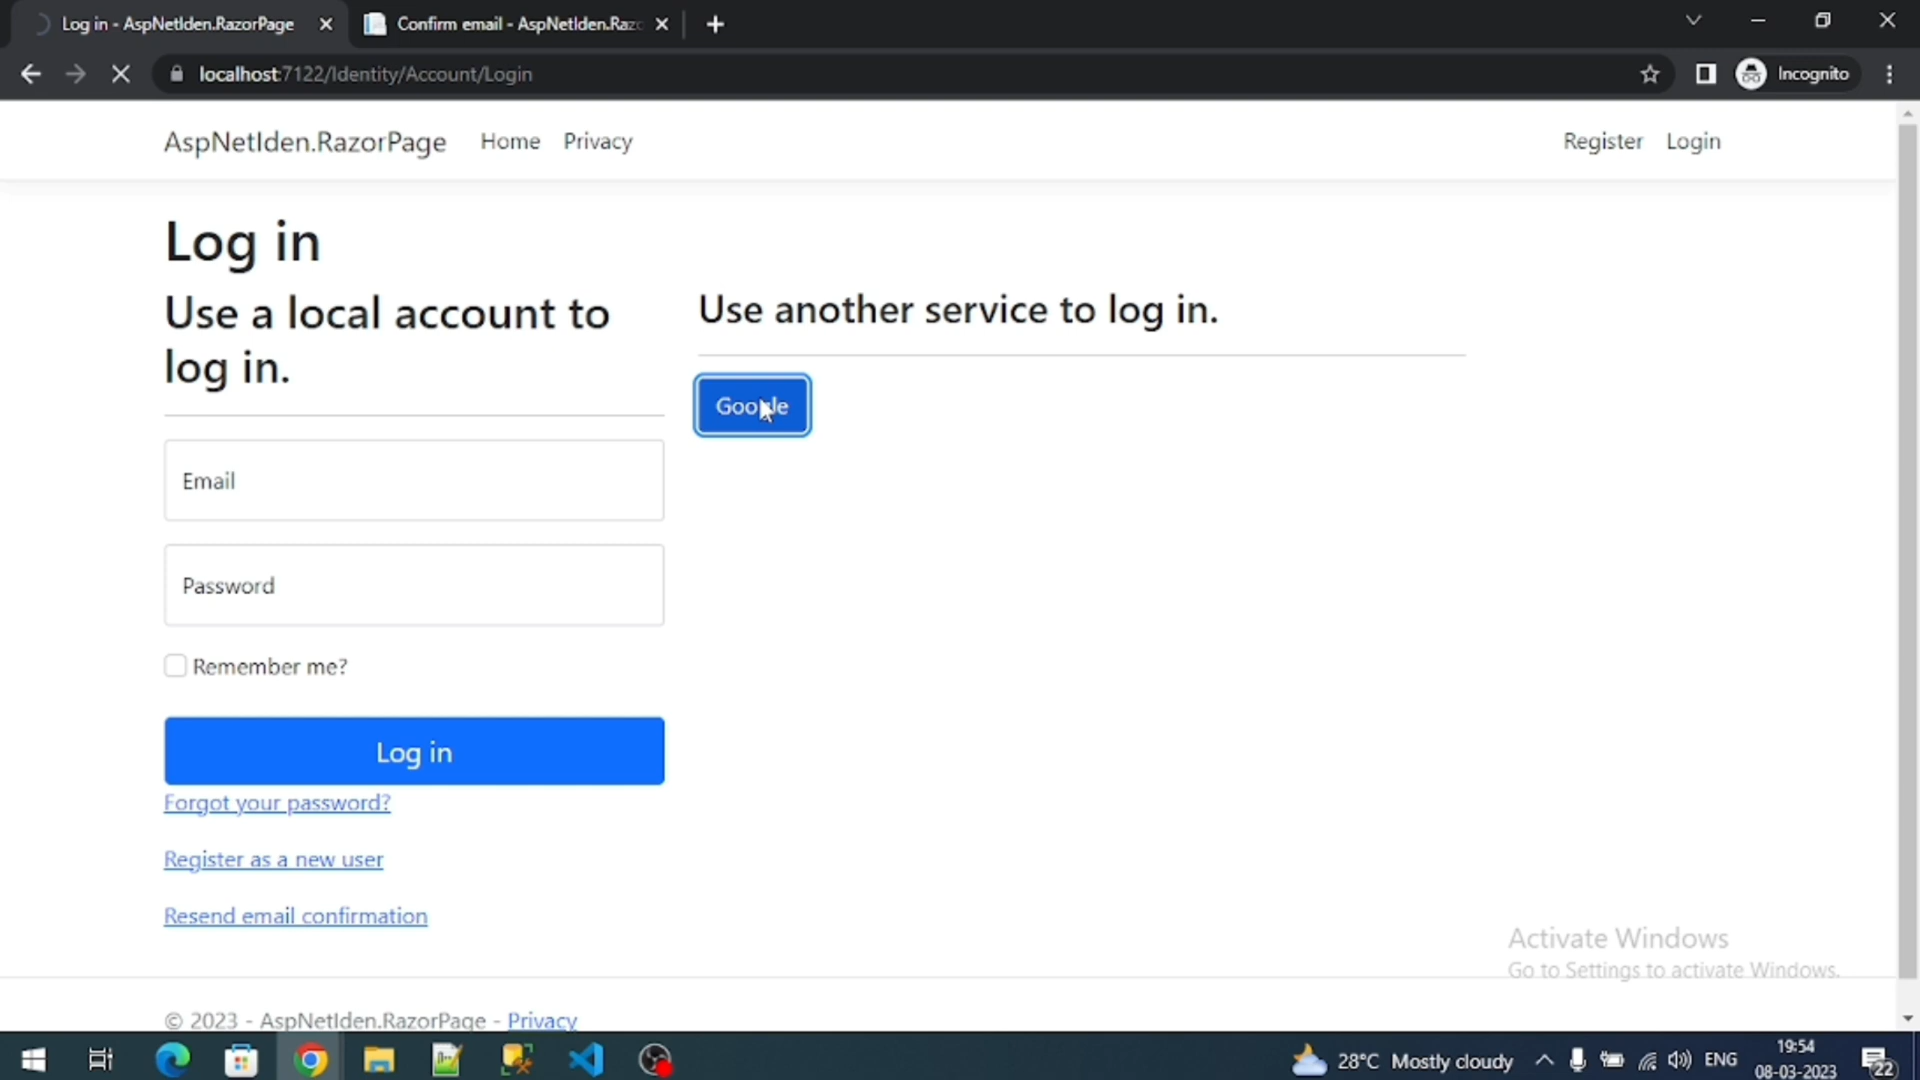 Log in - AspNetIden.RazorPage
Confirm email - AspNetIden.Razo
localhost:7122/Identity/Account/Login
Incognito
AspNetIden.RazorPage
Home
Privacy
Register
Login
Log in
Use a local account to
log in.
Use another service to log in.
Google
Email
Password
Remember me?
Log in
Forgot your password?
Register as a new user
Resend email confirmation
Activate Windows
Go to Settings to activate Windows.
© 2023 - AspNetIden.RazorPage - Privacy
28°C Mostly cloudy
ENG
19:54
08-03-2023
22